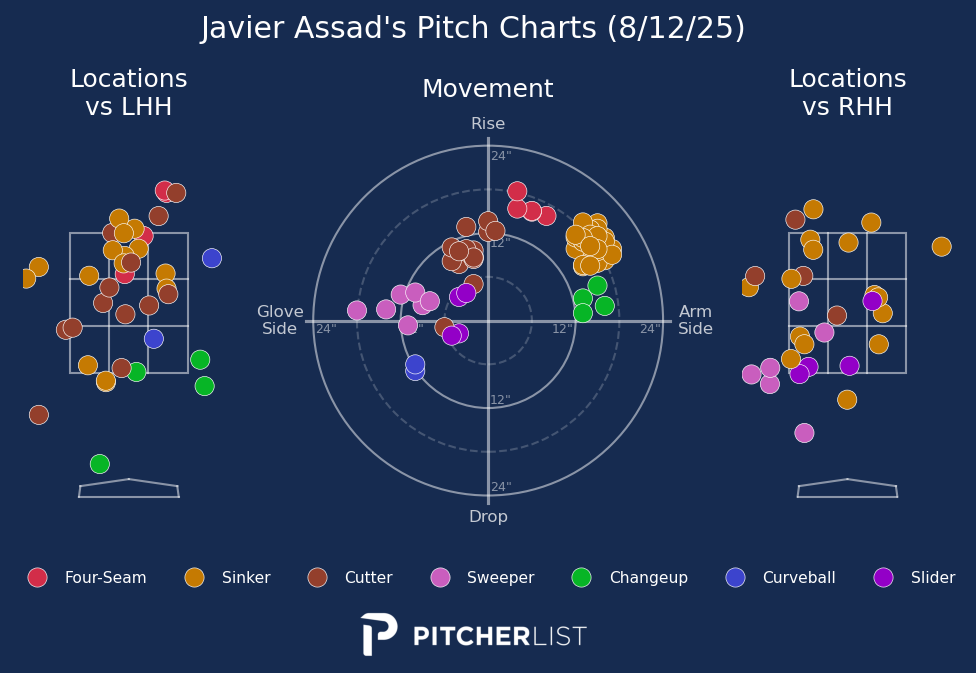 Javier Assad's Pitch Charts (8/12/25)
Locations
vs LHH
Movement
Locations
vs RHH
Rise
24"
12"
Glove
Side
24"
12"
24"
Arm
Side
12"
24"
Drop
Four-Seam
Sinker
Cutter
Sweeper
Changeup
Curveball
Slider
PITCHERLIST